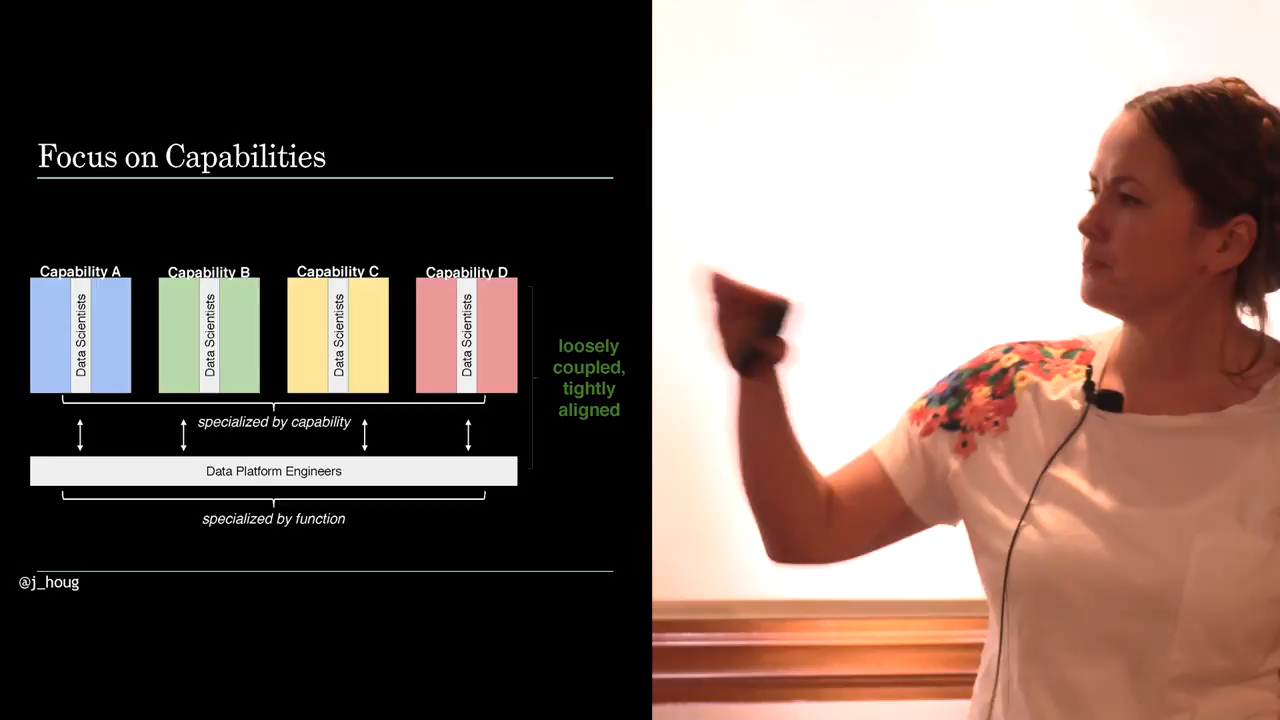 Focus on Capabilities
Capability A
Capability B
Capability C
Capability D
Data Scientists
Data Scientists
Data Scientists
Data Scientists
loosely
coupled,
tightly
aligned
specialized by capability
Data Platform Engineers
specialized by function
@j_houg